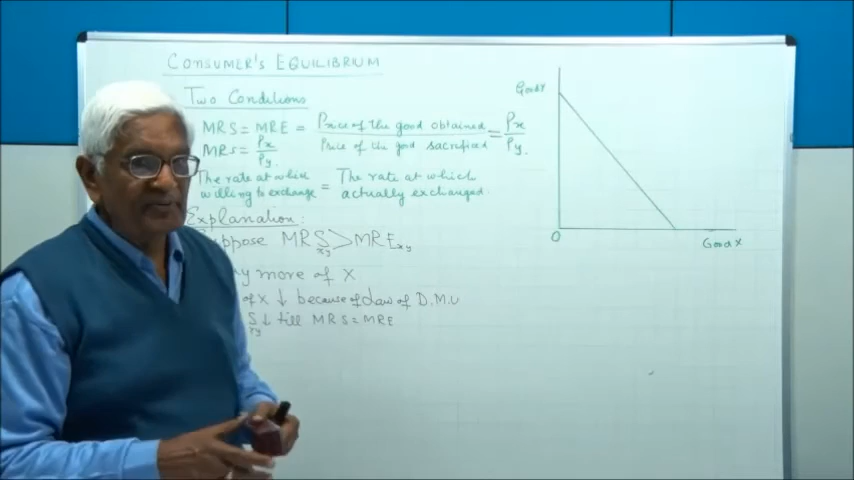 CONSUMER'S EQUILIBRIUM
Two Conditions
MRS = MRE = Price of the good obtained / Price of the good sacrificed = Px / Py.
MRS = Px / Py.
The rate at which willing to exchange = The rate at which actually exchanged.
Explanation:
MRSxy > MRExy
more of X
of X ↓ because of Law of D.M.U
Sxy ↓ till MRS = MRE
Good Y
O
Good X